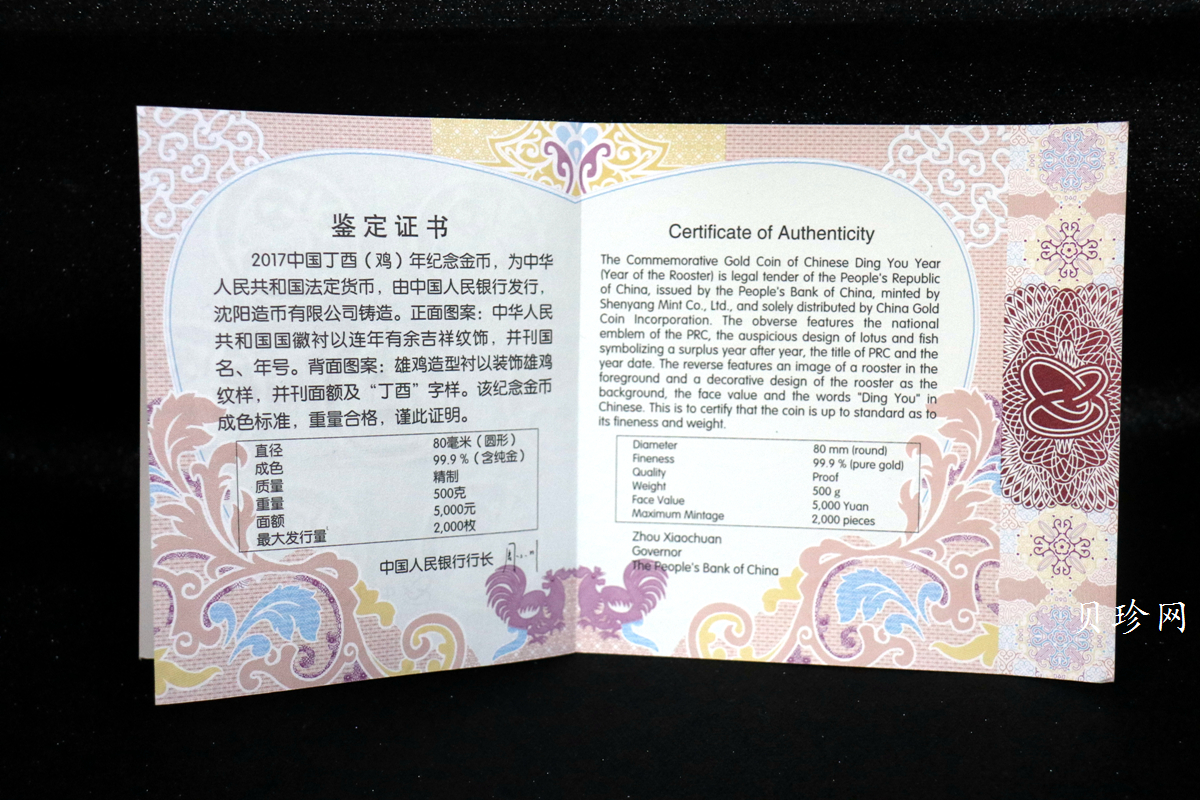 鉴定证书
2017中国丁酉（鸡）年纪念金币，为中华
人民共和国法定货币，由中国人民银行发行，
沈阳造币有限公司铸造。正面图案：中华人民
共和国国徽衬以连年有余吉祥纹饰，并刊国
名、年号。背面图案：雄鸡造型衬以装饰雄鸡
纹样，并刊面额及“丁酉”字样。该纪念金币
成色标准，重量合格，谨此证明。
直径 80毫米（圆形）
成色 99.9％（含纯金）
质量 精制
重量 500克
面额 5,000元
最大发行量 2,000枚
中国人民银行行长
Certificate of Authenticity
The Commemorative Gold Coin of Chinese Ding You Year
(Year of the Rooster) is legal tender of the People's Republic
of China, issued by the People's Bank of China, minted by
Shenyang Mint Co., Ltd., and solely distributed by China Gold
Coin Incorporation. The obverse features the national
emblem of the PRC, the auspicious design of lotus and fish
symbolizing a surplus year after year, the title of PRC and the
year date. The reverse features an image of a rooster in the
foreground and a decorative design of the rooster as the
background, the face value and the words "Ding You" in
Chinese. This is to certify that the coin is up to standard as to
its fineness and weight.
Diameter 80 mm (round)
Fineness 99.9 % (pure gold)
Quality Proof
Weight 500 g
Face Value 5,000 Yuan
Maximum Mintage 2,000 pieces
Zhou Xiaochuan
Governor
The People's Bank of China
贝珍网